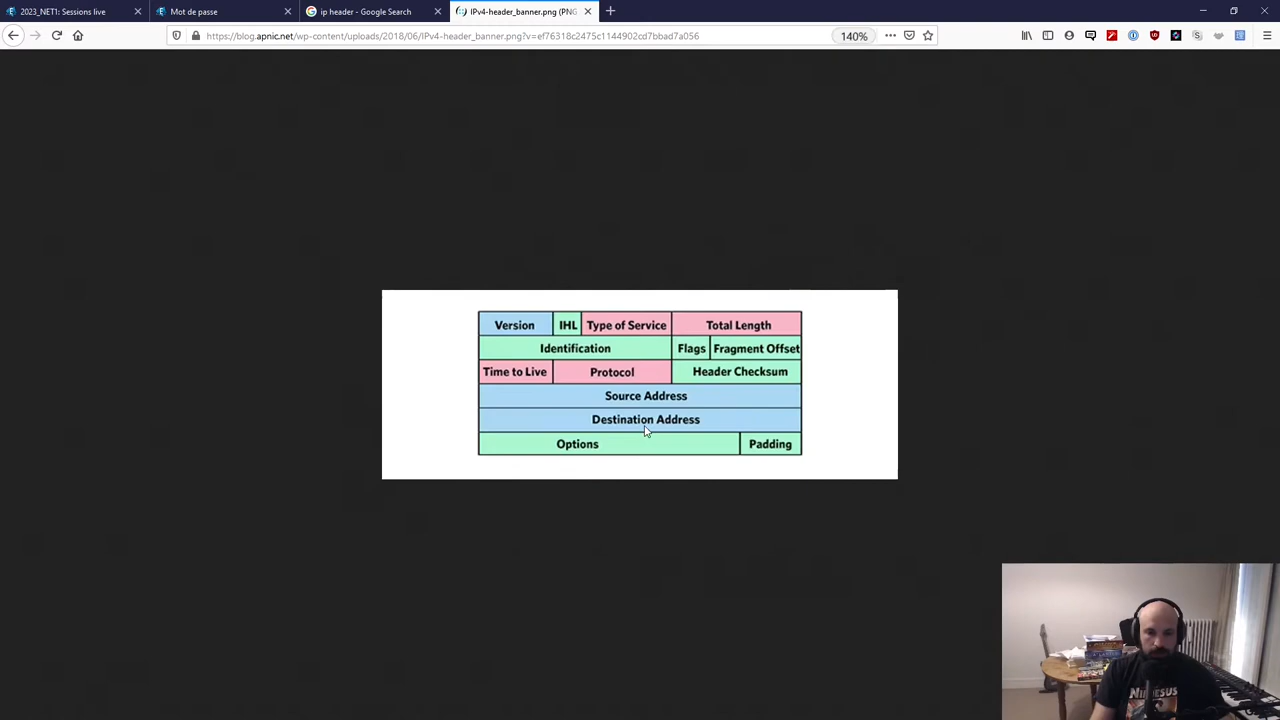 2023_NET1: Sessions live
Mot de passe
ip header - Google Search
IPv4-header_banner.png (PNG
https://blog.apnic.net/wp-content/uploads/2018/06/IPv4-header_banner.png?v=ef76318c2475c1144902cd7bbad7a056
140%
Version IHL Type of Service Total Length
Identification Flags Fragment Offset
Time to Live Protocol Header Checksum
Source Address
Destination Address
Options Padding